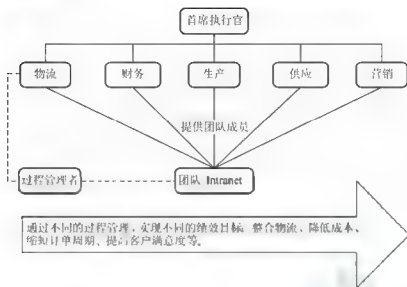 首席执行官
物流
财务
生产
供应
营销
提供团队成员
过程管理者
团队 Intranet
通过不同的过程管理,实现不同的绩效目标:整合物流,降低成本、
缩短订单周期、提高客户满意度等。